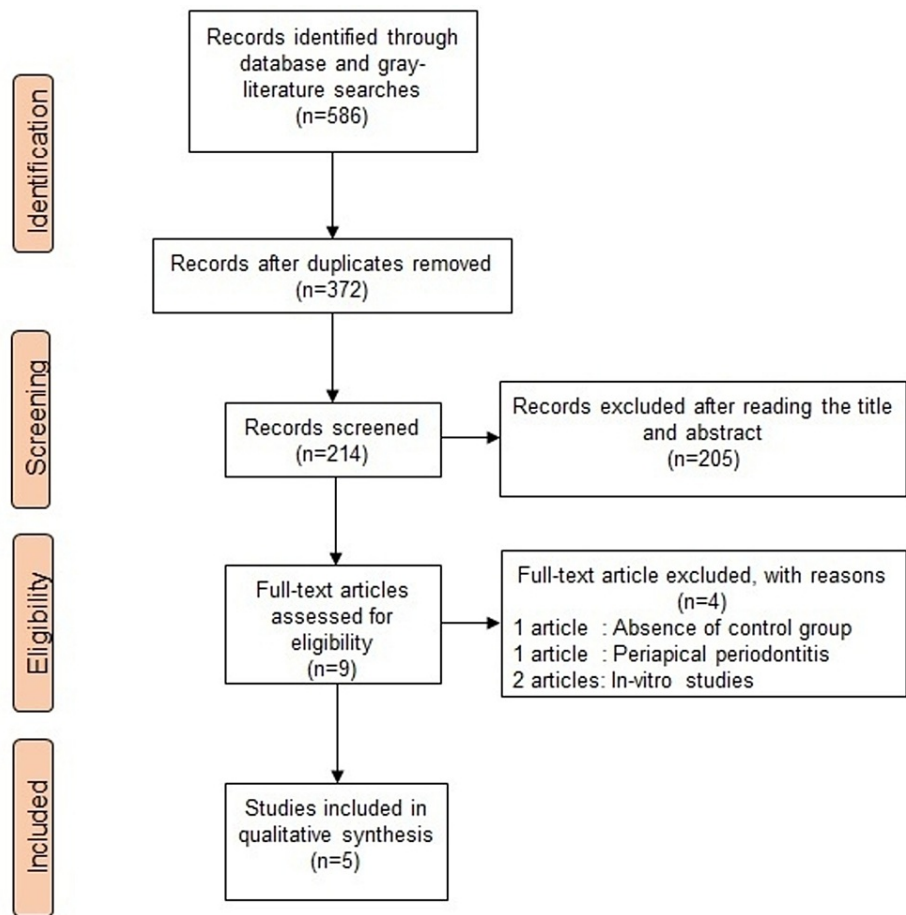 Identification
Records identified through
database and gray-
literature searches
(n=586)
Records after duplicates removed
(n=372)
Screening
Records screened
(n=214)
Records excluded after reading the title
and abstract
(n=205)
Eligibility
Full-text articles
assessed for
eligibility
(n=9)
Full-text article excluded, with reasons
(n=4)
1 article : Absence of control group
1 article : Periapical periodontitis
2 articles: In-vitro studies
Included
Studies included in
qualitative synthesis
(n=5)